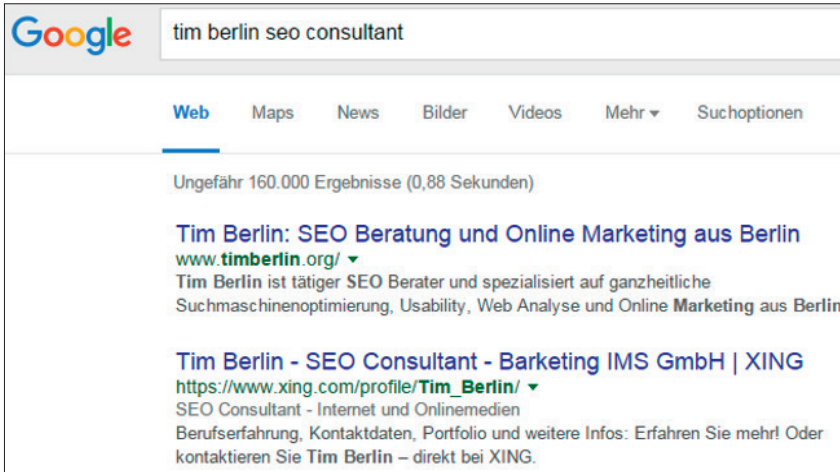 Google
tim berlin seo consultant
Web Maps News Bilder Videos Mehr Suchoptionen
Ungefähr 160.000 Ergebnisse (0,88 Sekunden)
Tim Berlin: SEO Beratung und Online Marketing aus Berlin
www.timberlin.org/
Tim Berlin ist tätiger SEO Berater und spezialisiert auf ganzheitliche
Suchmaschinenoptimierung, Usability, Web Analyse und Online Marketing aus Berlin
Tim Berlin - SEO Consultant - Barketing IMS GmbH | XING
https://www.xing.com/profile/Tim_Berlin/
SEO Consultant - Internet und Onlinemedien
Berufserfahrung, Kontaktdaten, Portfolio und weitere Infos: Erfahren Sie mehr! Oder
kontaktieren Sie Tim Berlin – direkt bei XING.